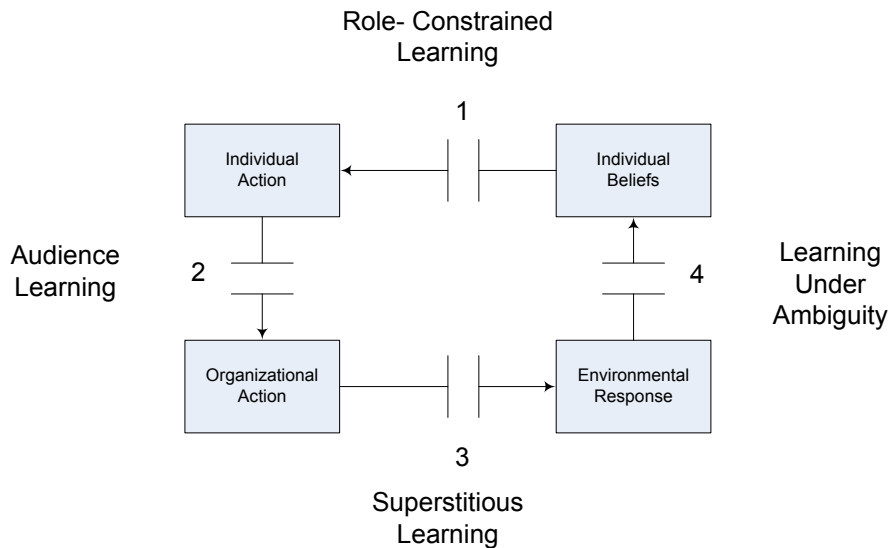 Role- Constrained
Learning
1
Individual
Action
Individual
Beliefs
Audience
Learning
2
4
Learning
Under
Ambiguity
Organizational
Action
Environmental
Response
3
Superstitious
Learning